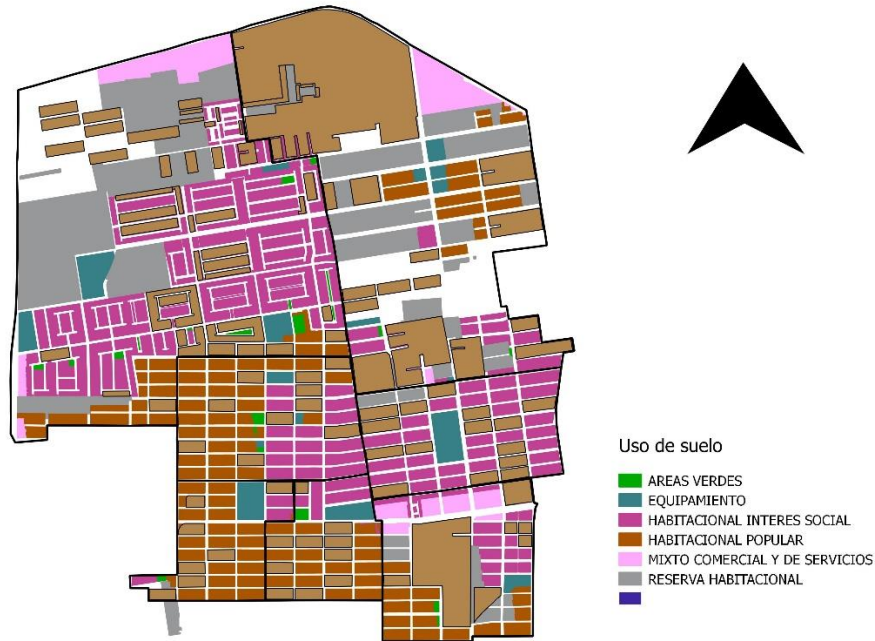 Uso de suelo
AREAS VERDES
EQUIPAMIENTO
HABITACIONAL INTERES SOCIAL
HABITACIONAL POPULAR
MIXTO COMERCIAL Y DE SERVICIOS
RESERVA HABITACIONAL